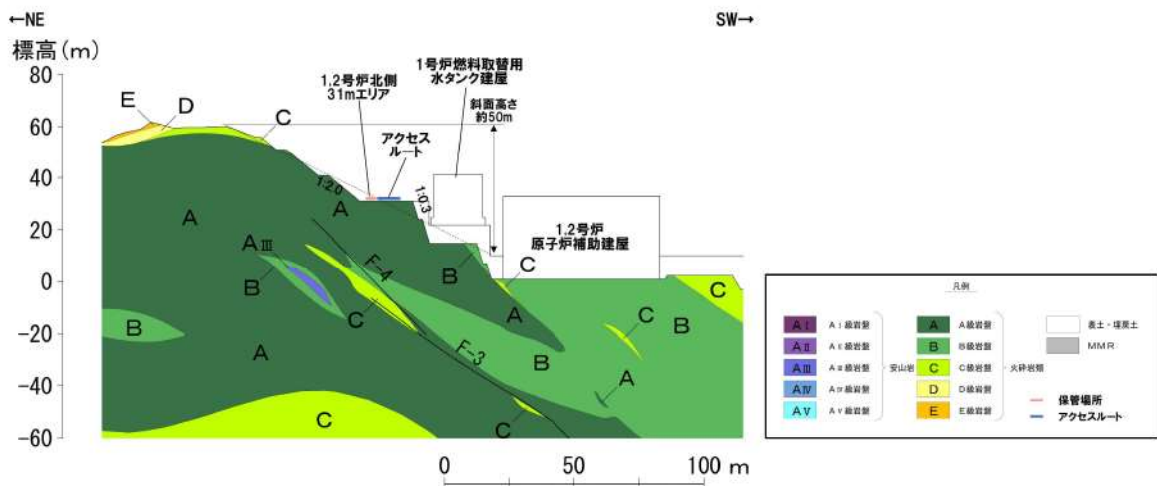 ←NE
SW→
標高(m)
80
60
40
20
0
-20
-40
-60
E
D
C
1,2号炉北側
31mエリア
アクセス
ルート
1号炉燃料取替用
水タンク建屋
斜面高さ
約50m
1:2.0
1:0.3
1,2号炉
原子炉補助建屋
A
A
AⅢ
B
B
A
C
F-4
F-3
B
C
A
B
A
C
B
C
C
C
0 50 100 m
凡例
AⅠ AⅠ級岩盤
AⅡ AⅡ級岩盤
AⅢ AⅢ級岩盤
AⅣ AⅣ級岩盤
AⅤ AⅤ級岩盤
安山岩
A A級岩盤
B B級岩盤
C C級岩盤
D D級岩盤
E E級岩盤
火砕岩類
表土・埋戻土
MMR
保管場所
アクセスルート